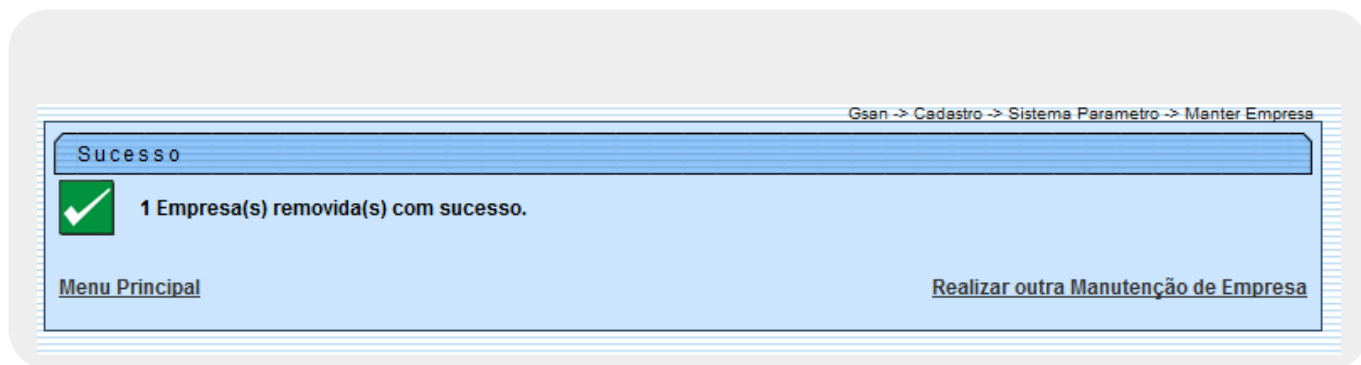 Gsan -> Cadastro -> Sistema Parametro -> Manter Empresa
Sucesso
1 Empresa(s) removida(s) com sucesso.
Menu Principal
Realizar outra Manutenção de Empresa